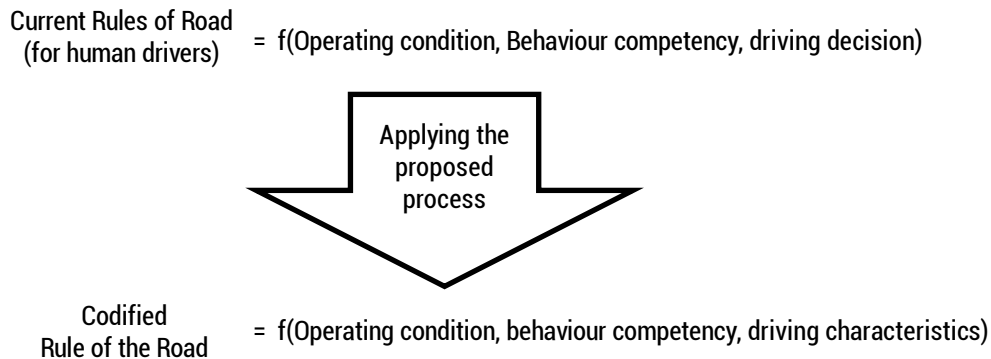 Current Rules of Road
(for human drivers)
= f(Operating condition, Behaviour competency, driving decision)
Applying the
proposed
process
Codified
Rule of the Road
= f(Operating condition, behaviour competency, driving characteristics)